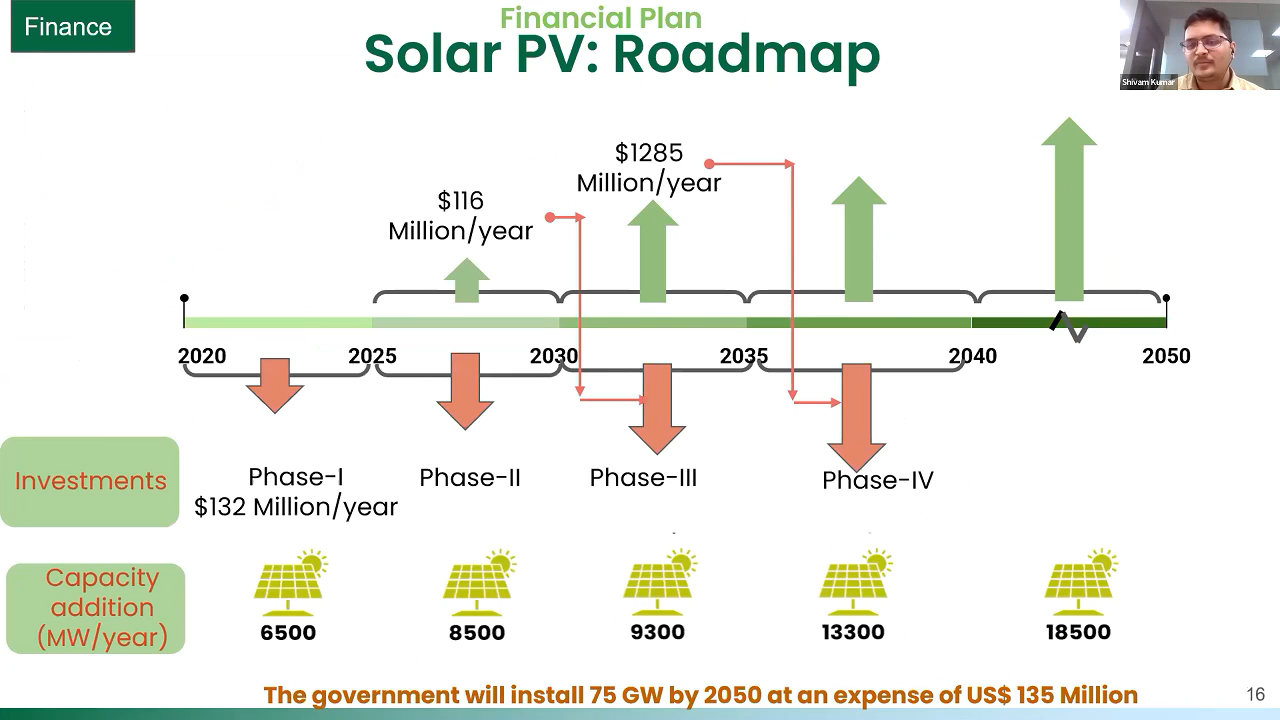 Finance
Financial Plan
Solar PV: Roadmap
Shivam Kumar
$1285
Million/year
$116
Million/year
2020
2025
2030
2035
2040
2050
Investments
Phase-I
$132 Million/year
Phase-II
Phase-III
Phase-IV
Capacity
addition
(MW/year)
6500
8500
9300
13300
18500
The government will install 75 GW by 2050 at an expense of US$ 135 Million
16